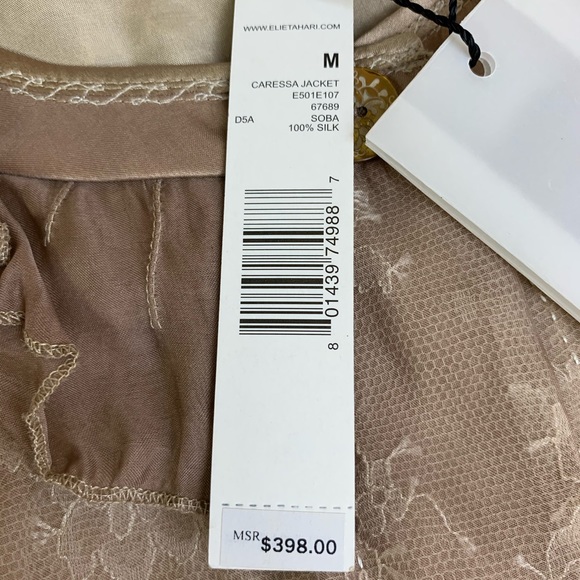 WWW.ELIETAHARI.COM
M
CARESSA JACKET
E501E107
67689
D5A SOBA
100% SILK
8 01439 74988 7
MSR $398.00